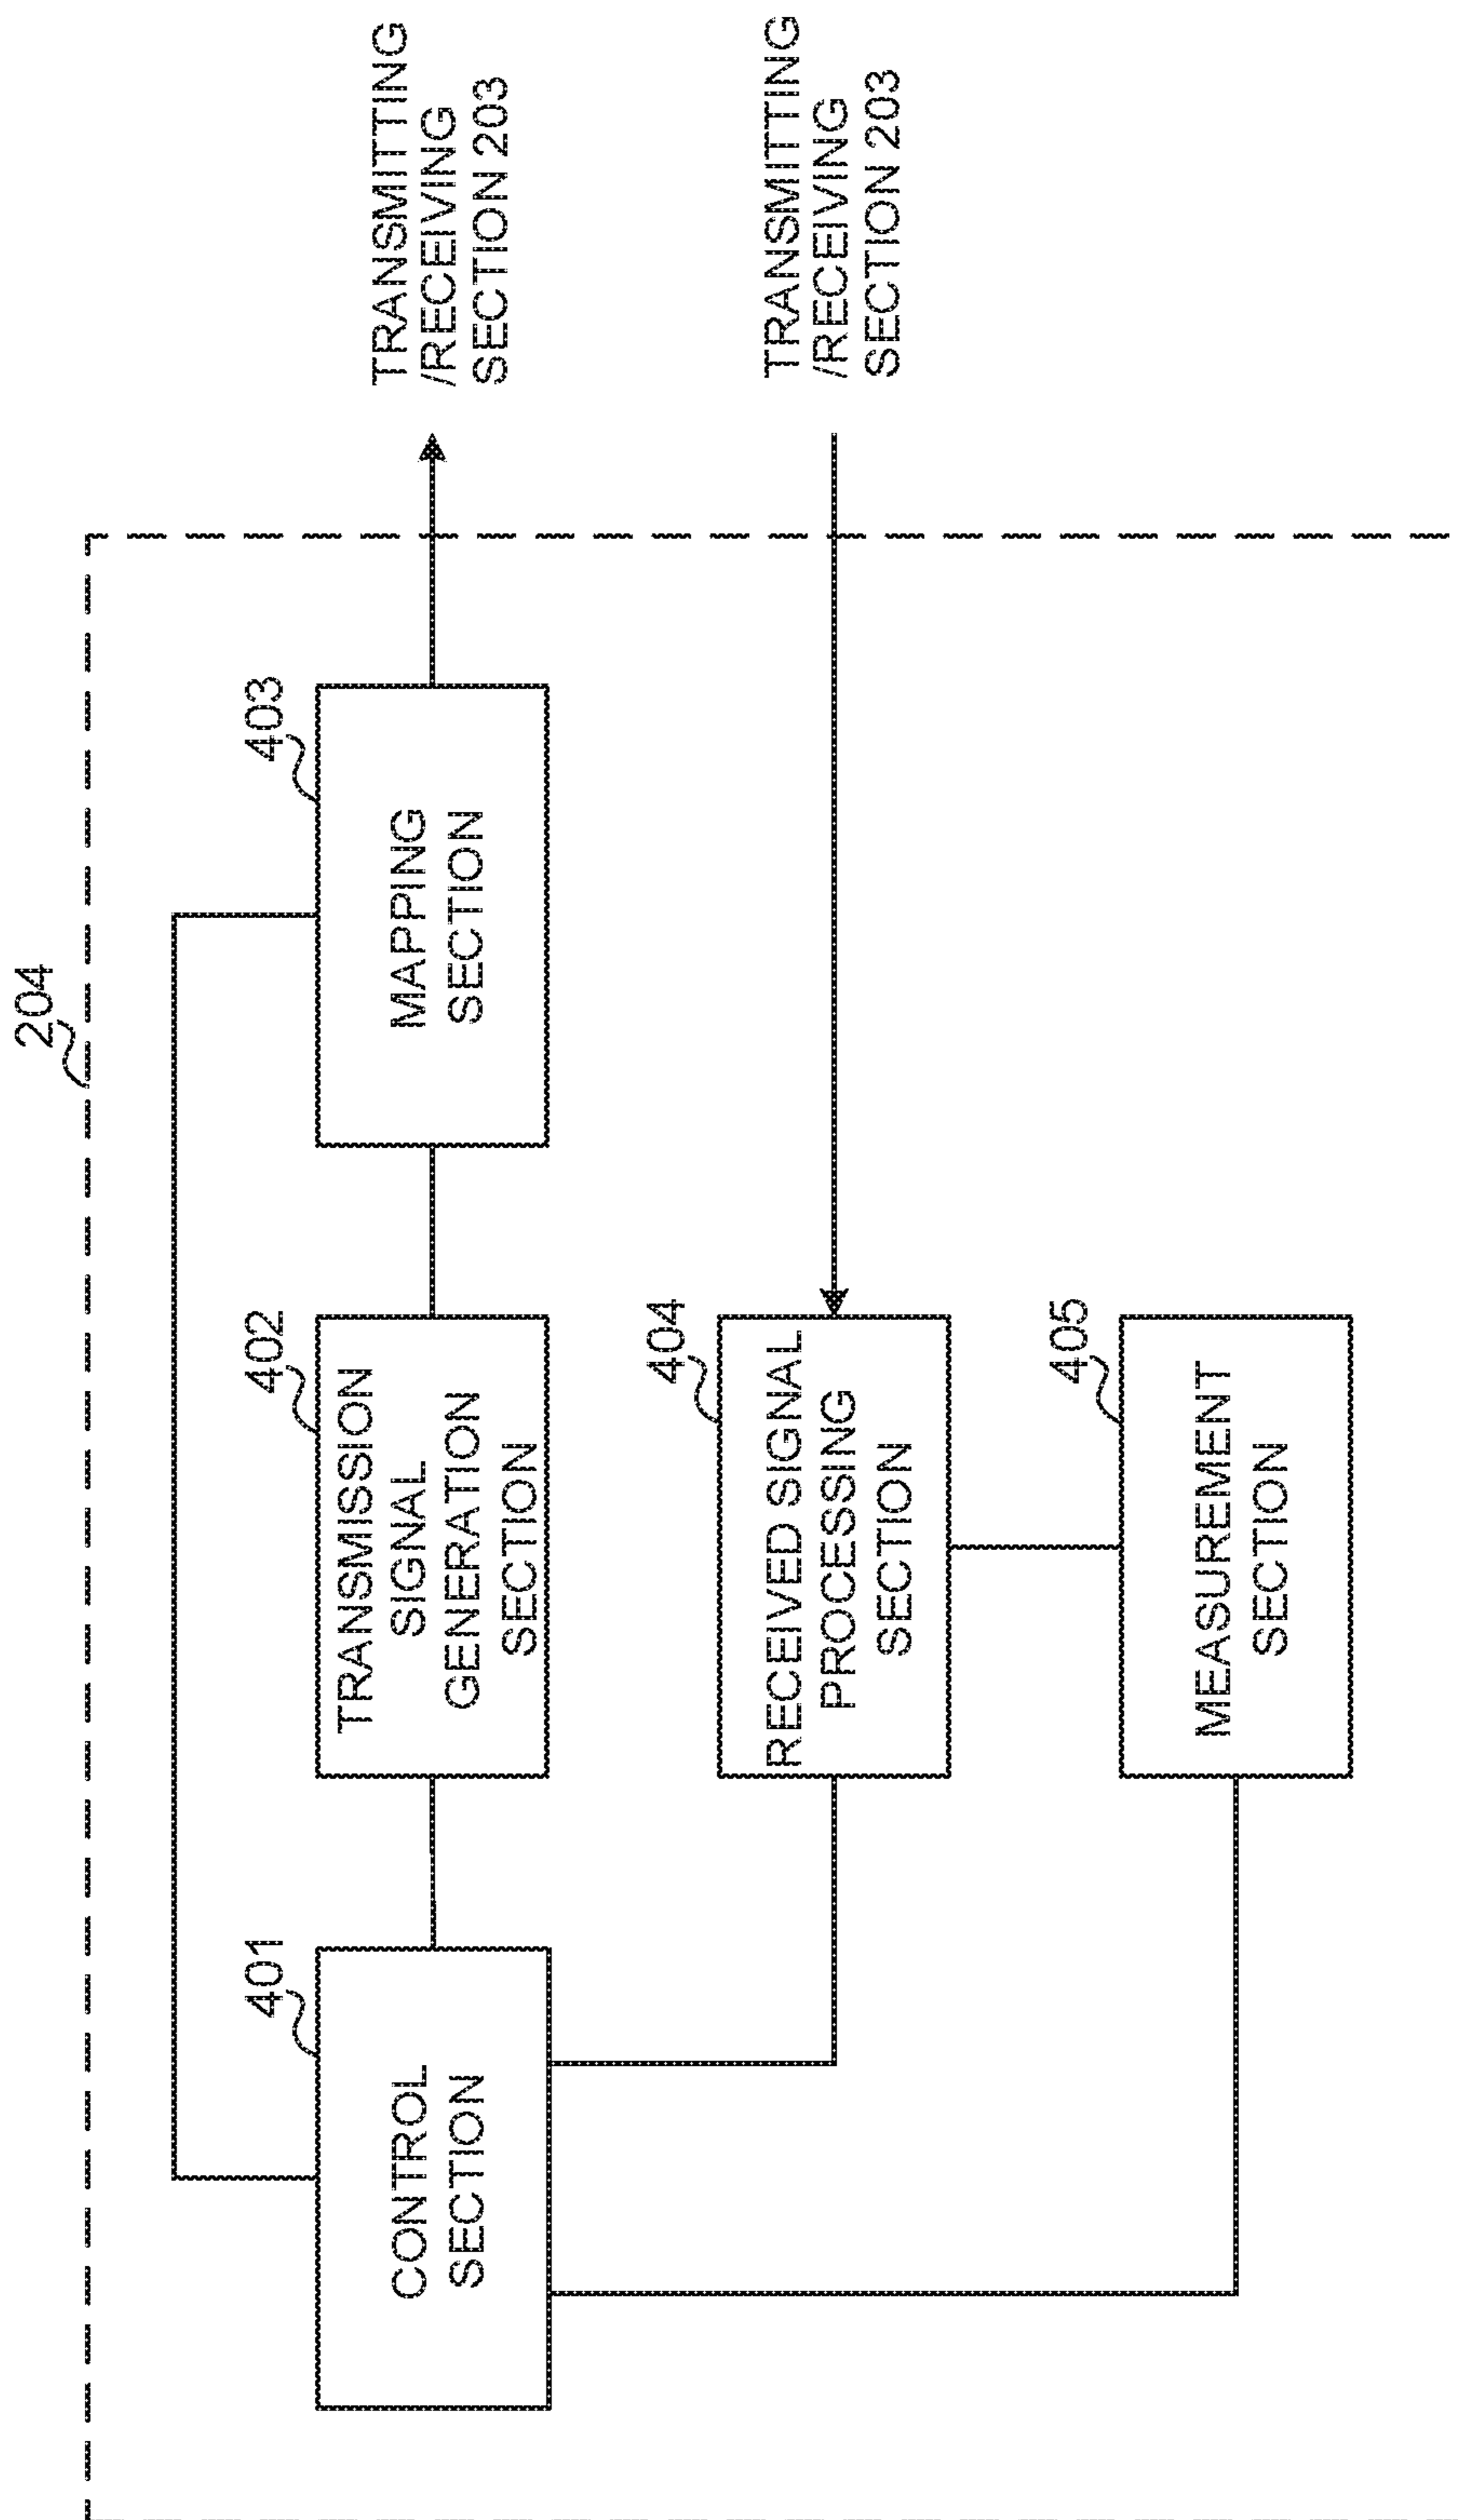 204
401
CONTROL
SECTION
402
TRANSMISSION
SIGNAL
GENERATION
SECTION
403
MAPPING
SECTION
TRANSMITTING
/RECEIVING
SECTION 203
404
RECEIVED SIGNAL
PROCESSING
SECTION
TRANSMITTING
/RECEIVING
SECTION 203
405
MEASUREMENT
SECTION